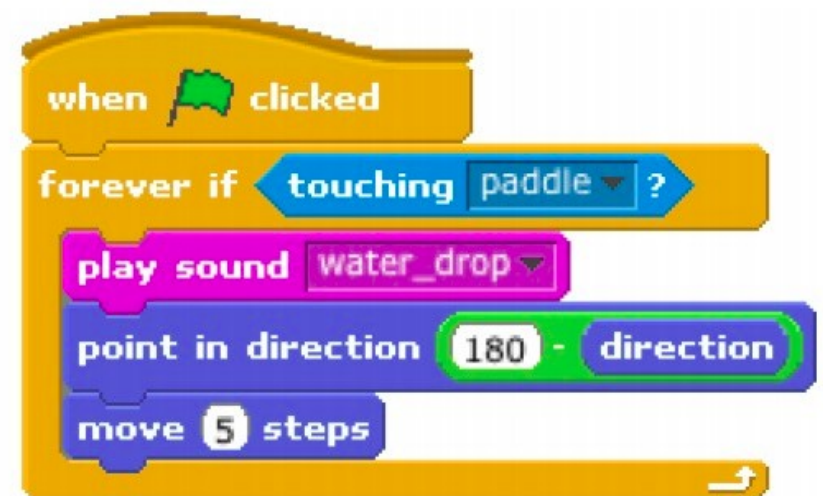 when clicked
forever if touching paddle ?
play sound water_drop
point in direction 180 - direction
move 5 steps